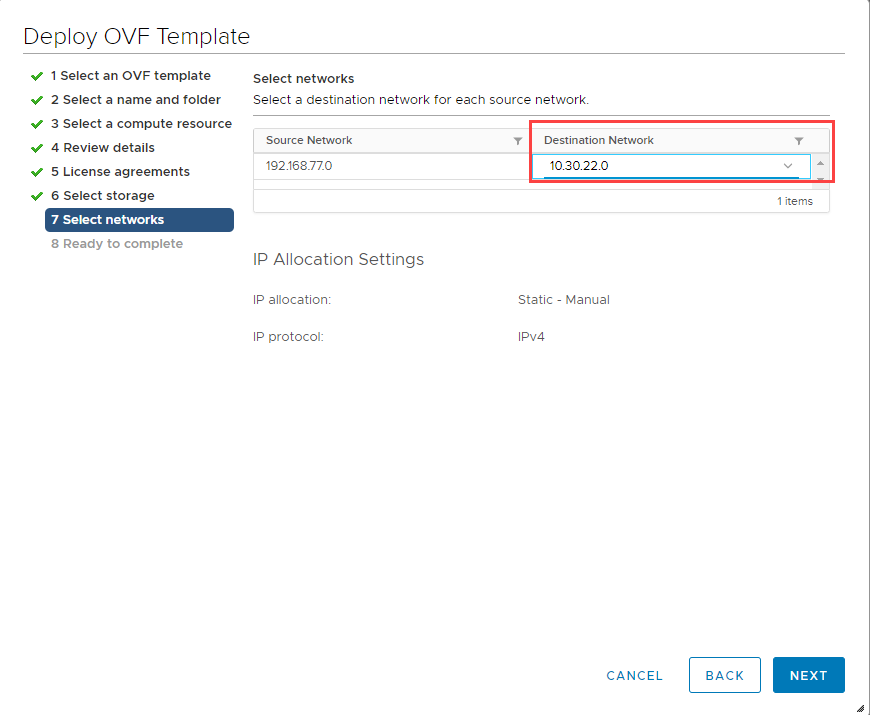 Deploy OVF Template
1 Select an OVF template
2 Select a name and folder
3 Select a compute resource
4 Review details
5 License agreements
6 Select storage
7 Select networks
8 Ready to complete
Select networks
Select a destination network for each source network.
Source Network Destination Network
192.168.77.0 10.30.22.0
1 items
IP Allocation Settings
IP allocation: Static - Manual
IP protocol: IPv4
CANCEL BACK NEXT